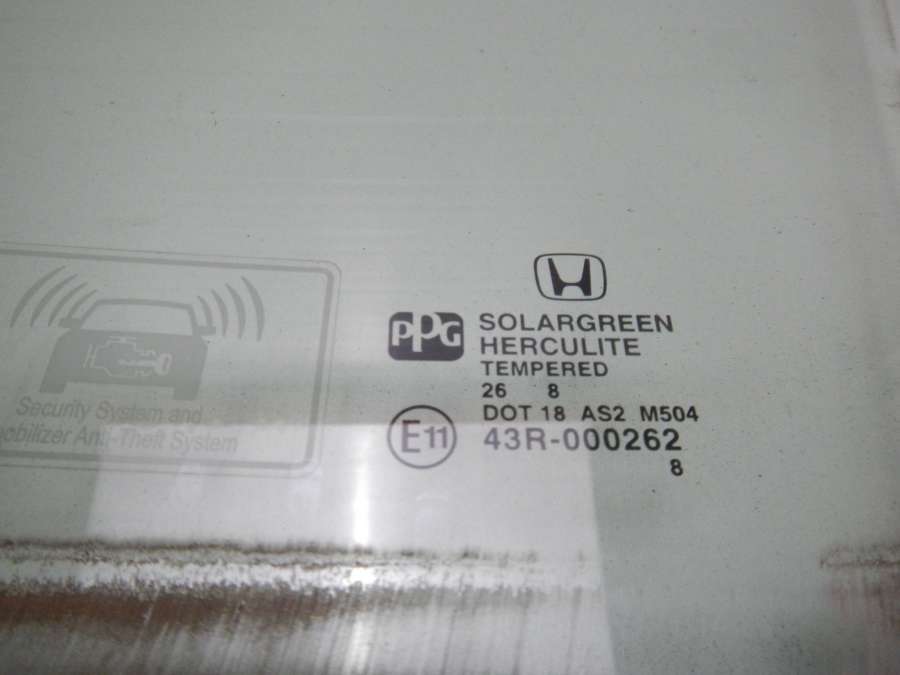 PPG
SOLARGREEN
HERCULITE
TEMPERED
26 8
DOT 18 AS2 M504
E11
43R-000262
8
Security System and
Anti-Theft System